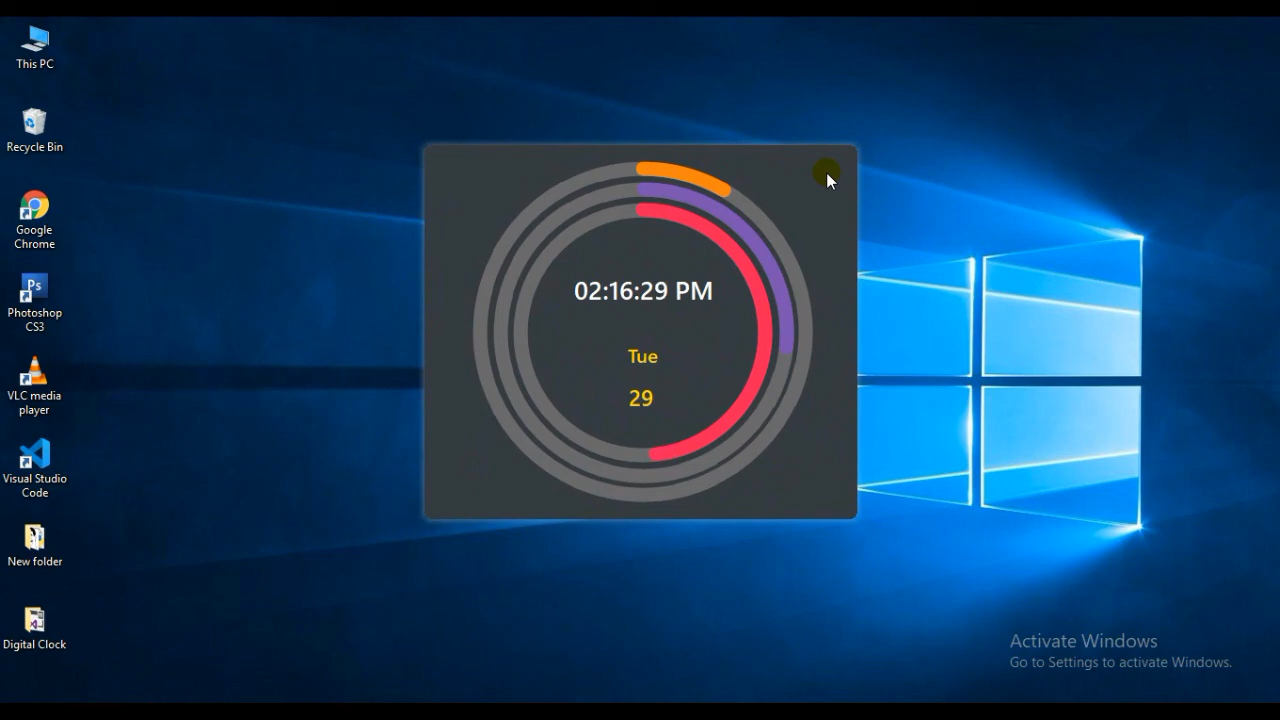 This PC
Recycle Bin
Google
Chrome
Ps
Photoshop
CS3
VLC media
player
Visual Studio
Code
New folder
Digital Clock
02:16:29 PM
Tue
29
Activate Windows
Go to Settings to activate Windows.